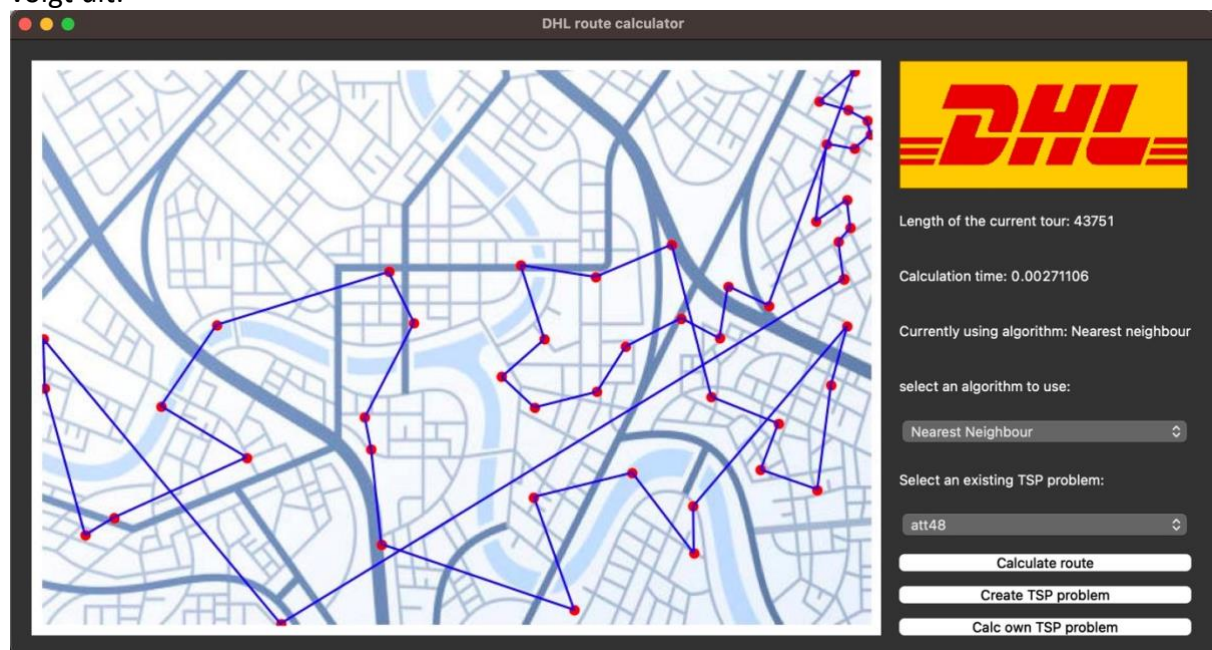 voigt uit:
DHL route calculator
DHL
Length of the current tour: 43751
Calculation time: 0.00271106
Currently using algorithm: Nearest neighbour
select an algorithm to use:
Nearest Neighbour
Select an existing TSP problem:
att48
Calculate route
Create TSP problem
Calc own TSP problem